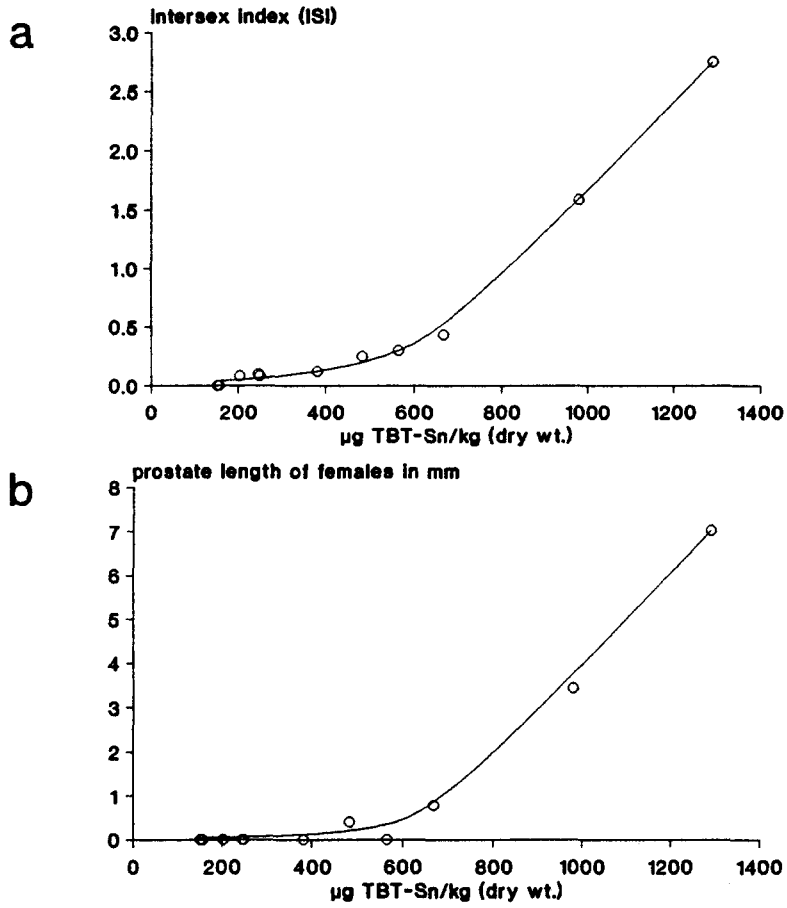 a
intersex index (ISI)
3.0
2.5
2.0
1.5
1.0
0.5
0.0
0 200 400 600 800 1000 1200 1400
µg TBT-Sn/kg (dry wt.)
b
prostate length of females in mm
8
7
6
5
4
3
2
1
0
0 200 400 600 800 1000 1200 1400
µg TBT-Sn/kg (dry wt.)